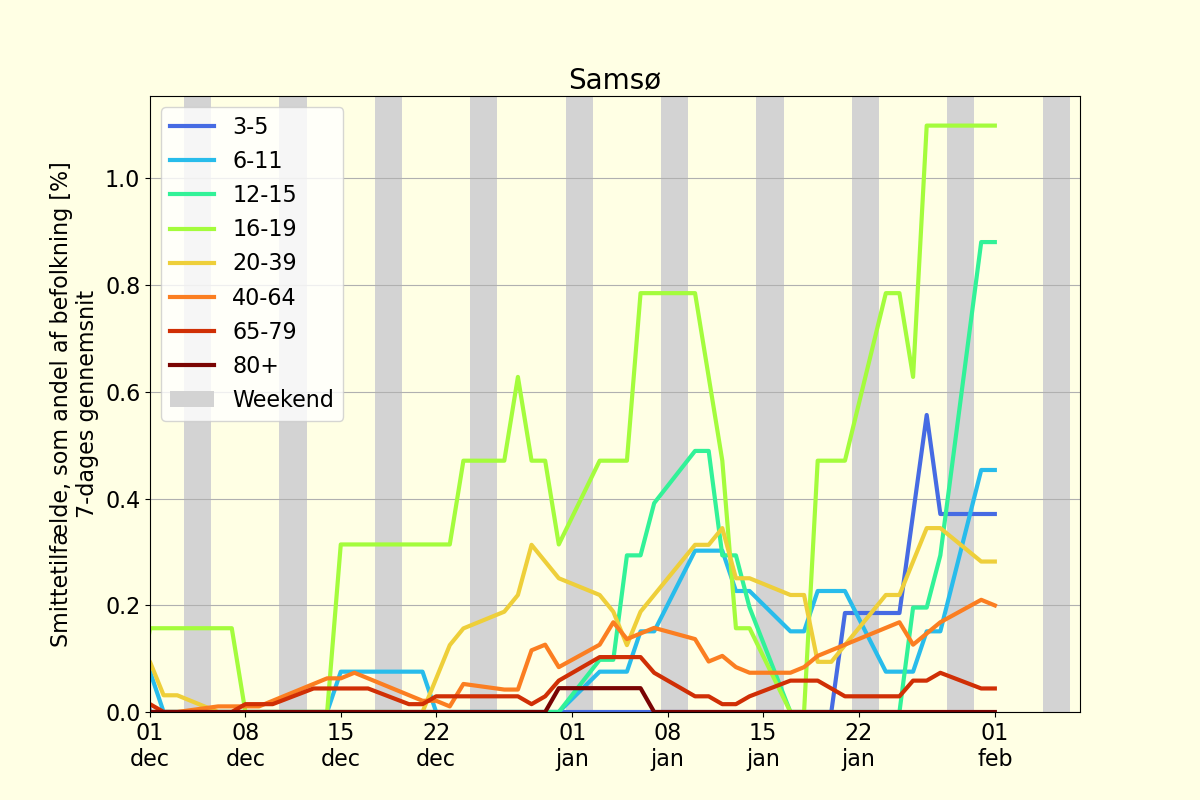 Samsø
Smittetilfælde, som andel af befolkning [%]
7-dages gennemsnit
1.0
0.8
0.6
0.4
0.2
0.0
3-5
6-11
12-15
16-19
20-39
40-64
65-79
80+
Weekend
01 08 15 22 01 08 15 22 01
dec dec dec dec jan jan jan jan feb